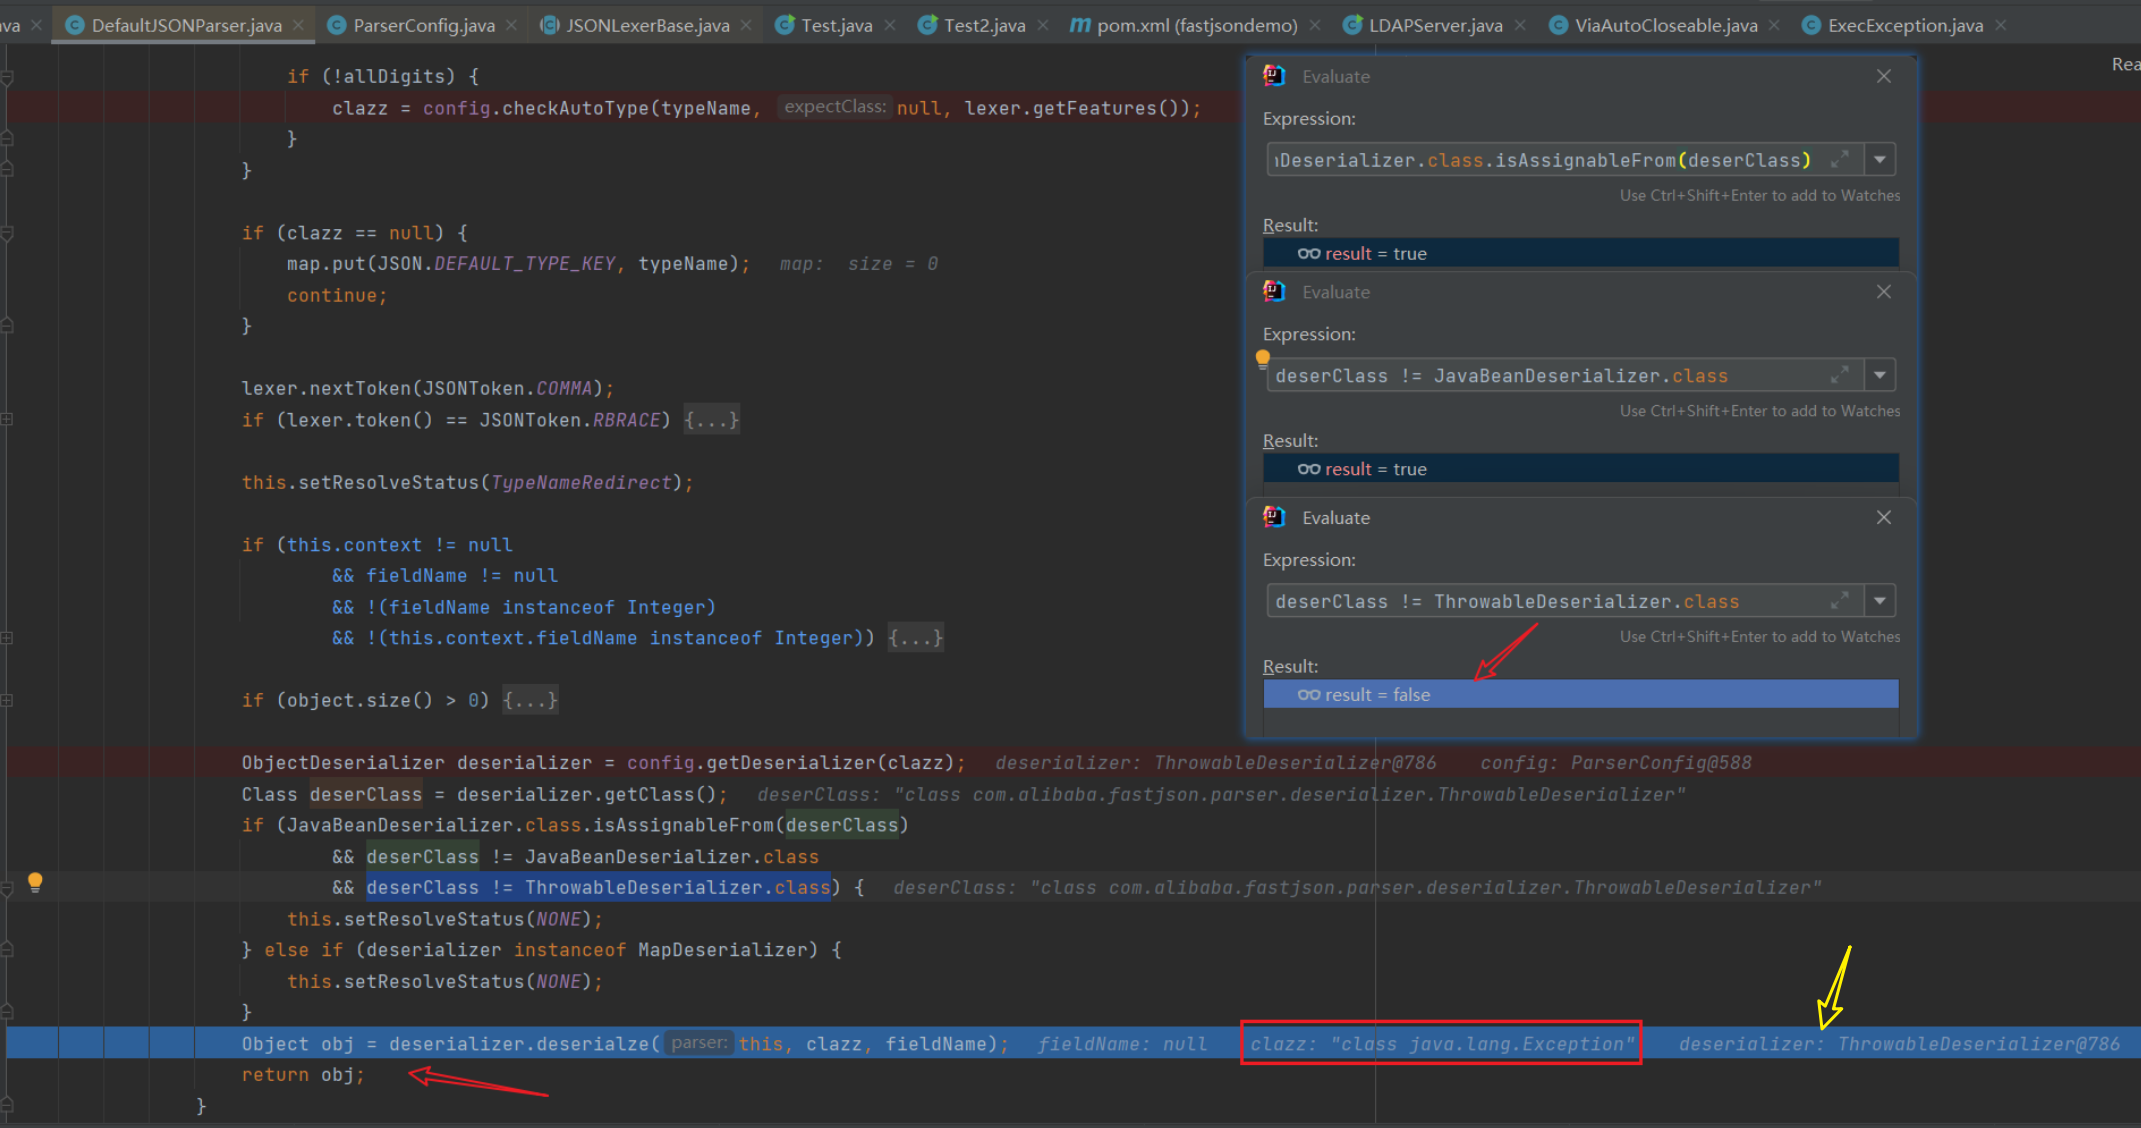 va DefaultJSONParser.java ParserConfig.java JSONLexerBase.java Test.java Test2.java pom.xml (fastjsondemo) LDAPServer.java ViaAutoCloseable.java ExecException.java
Rea
if (!allDigits) {
clazz = config.checkAutoType(typeName, expectClass: null, lexer.getFeatures());
}
}
if (clazz == null) {
map.put(JSON.DEFAULT_TYPE_KEY, typeName); map: size = 0
continue;
}
lexer.nextToken(JSONToken.COMMA);
if (lexer.token() == JSONToken.RBRACE) {...}
this.setResolveStatus(TypeNameRedirect);
if (this.context != null
&& fieldName != null
&& !(fieldName instanceof Integer)
&& !(this.context.fieldName instanceof Integer)) {...}
if (object.size() > 0) {...}
ObjectDeserializer deserializer = config.getDeserializer(clazz); deserializer: ThrowableDeserializer@786 config: ParserConfig@588
Class deserClass = deserializer.getClass(); deserClass: "class com.alibaba.fastjson.parser.deserializer.ThrowableDeserializer"
if (JavaBeanDeserializer.class.isAssignableFrom(deserClass)
&& deserClass != JavaBeanDeserializer.class
&& deserClass != ThrowableDeserializer.class) { deserClass: "class com.alibaba.fastjson.parser.deserializer.ThrowableDeserializer"
this.setResolveStatus(NONE);
} else if (deserializer instanceof MapDeserializer) {
this.setResolveStatus(NONE);
}
Object obj = deserializer.deserialze( parser: this, clazz, fieldName); fieldName: null clazz: "class java.lang.Exception" deserializer: ThrowableDeserializer@786
return obj;
}
Evaluate
Expression:
Deserializer.class.isAssignableFrom(deserClass)
Use Ctrl+Shift+Enter to add to Watches
Result:
result = true
Evaluate
Expression:
deserClass != JavaBeanDeserializer.class
Use Ctrl+Shift+Enter to add to Watches
Result:
result = true
Evaluate
Expression:
deserClass != ThrowableDeserializer.class
Use Ctrl+Shift+Enter to add to Watches
Result:
result = false